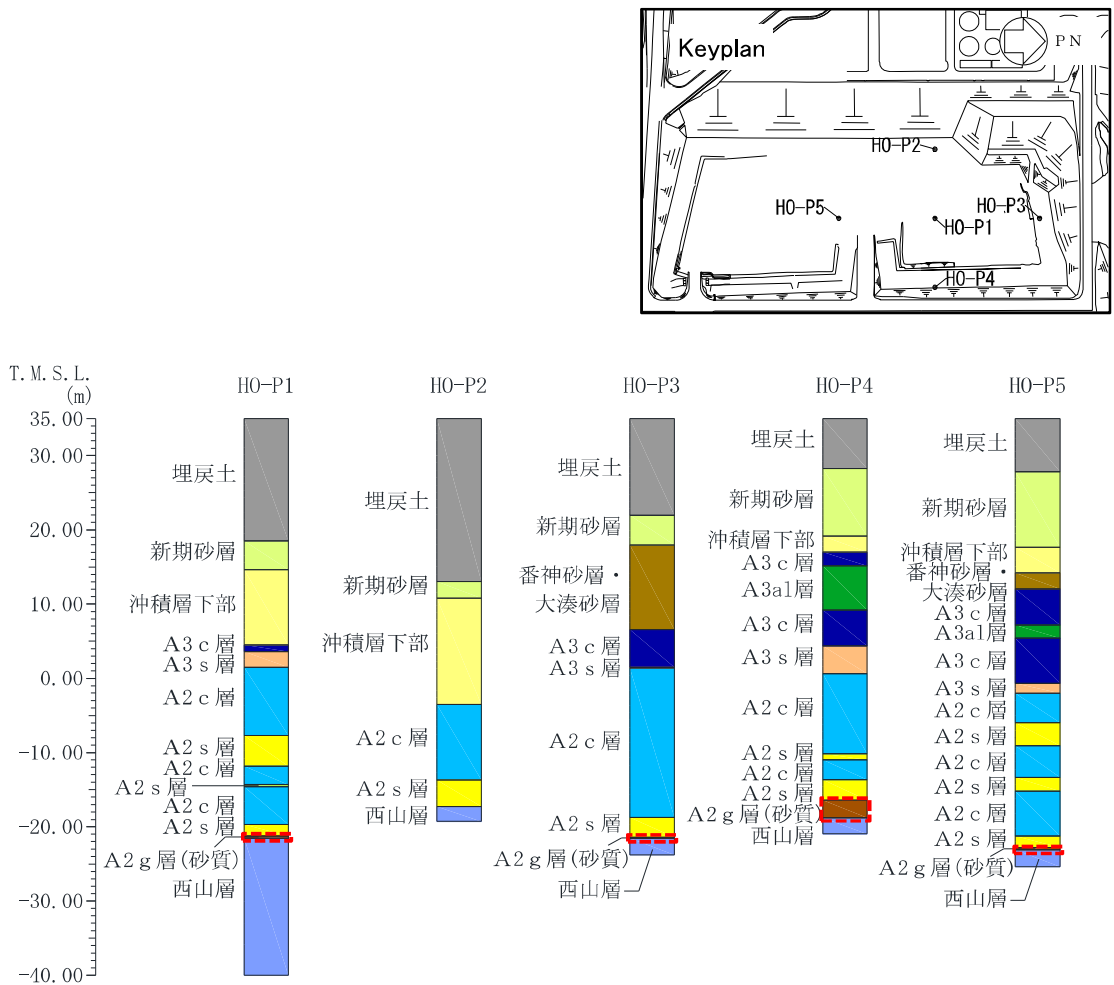 Keyplan
PN
HO-P2
HO-P5
HO-P3
HO-P1
HO-P4
T.M.S.L.
(m)
35.00
30.00
20.00
10.00
0.00
-10.00
-20.00
-30.00
-40.00
HO-P1
埋戻土
新期砂層
沖積層下部
A3c層
A3s層
A2c層
A2s層
A2c層
A2s層
A2c層
A2s層
A2g層(砂質)
西山層
HO-P2
埋戻土
新期砂層
沖積層下部
A2c層
A2s層
西山層
HO-P3
埋戻土
新期砂層
番神砂層・
大湊砂層
A3c層
A3s層
A2c層
A2s層
A2g層(砂質)
西山層
HO-P4
埋戻土
新期砂層
沖積層下部
A3c層
A3al層
A3c層
A3s層
A2c層
A2s層
A2c層
A2s層
A2g層(砂質)
西山層
HO-P5
埋戻土
新期砂層
沖積層下部
番神砂層・
大湊砂層
A3c層
A3al層
A3c層
A3s層
A2c層
A2s層
A2c層
A2s層
A2c層
A2s層
A2g層(砂質)
西山層